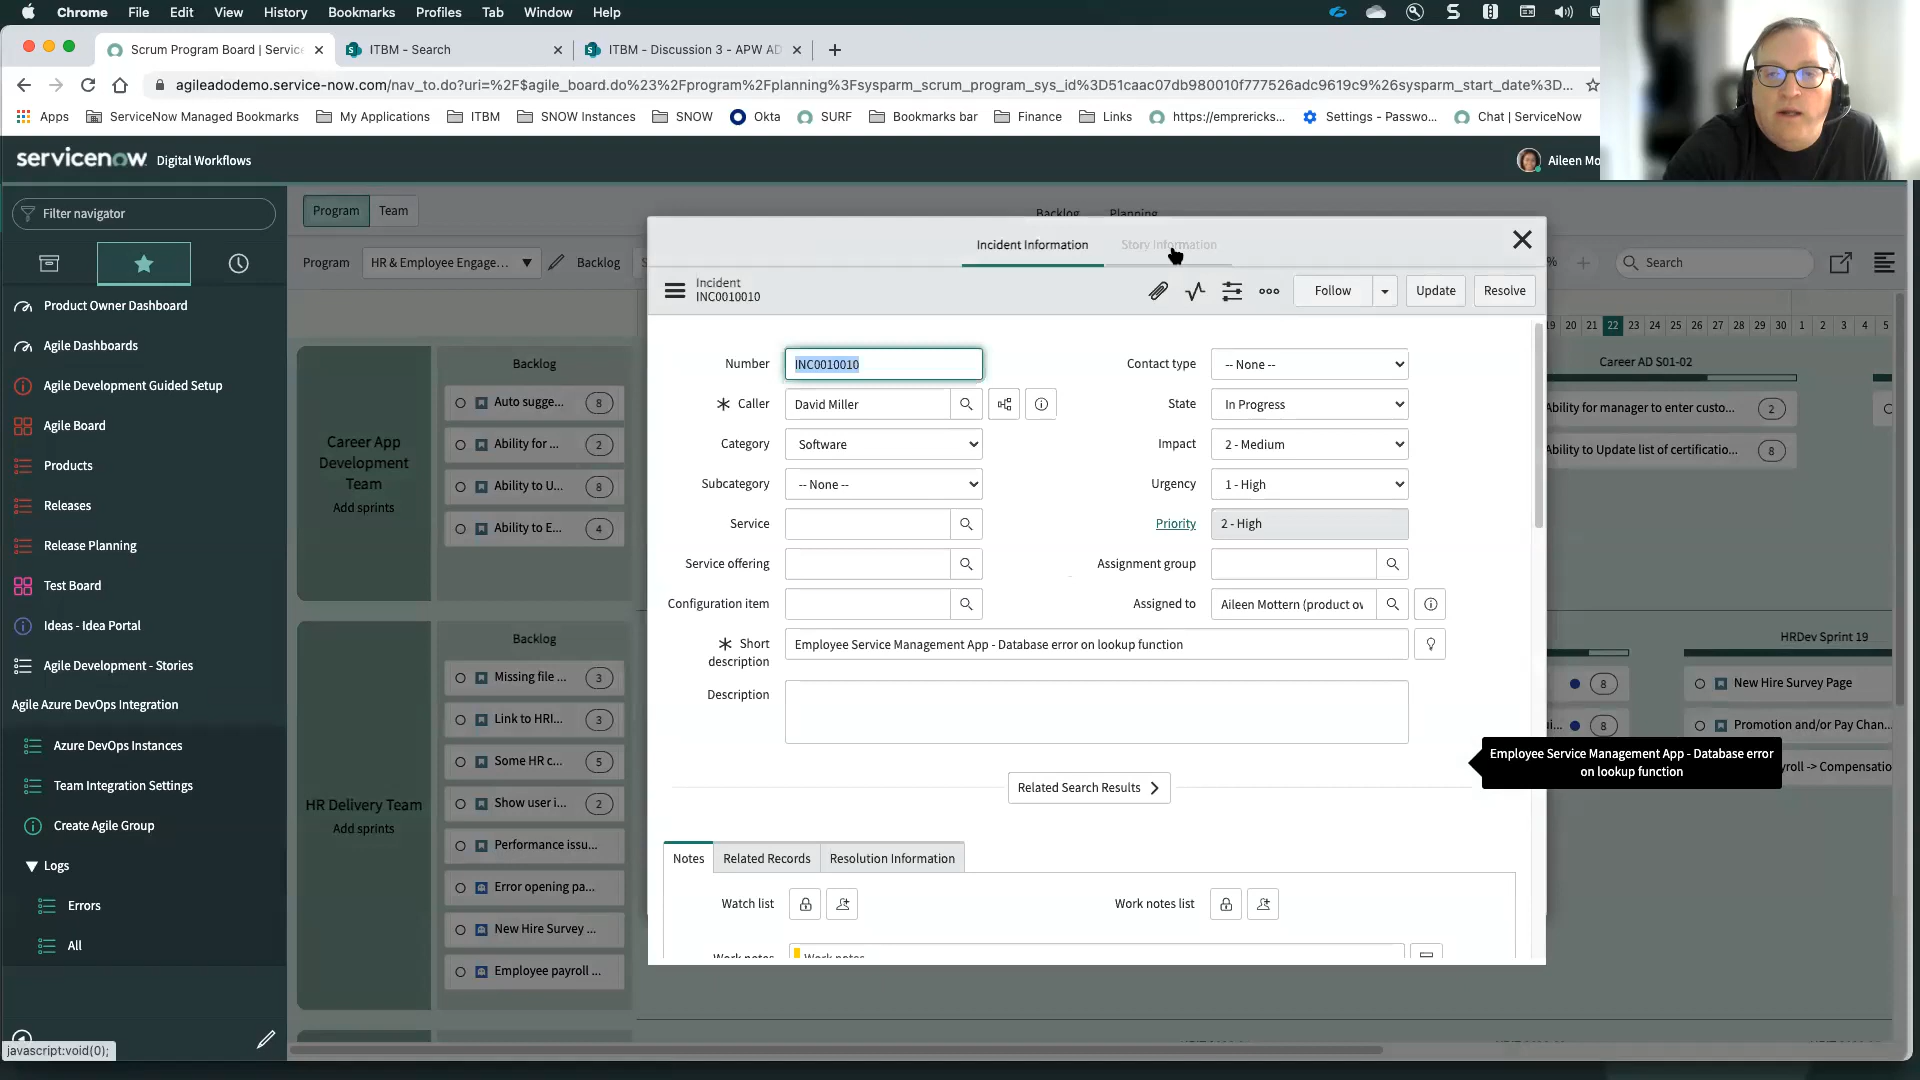 Chrome File Edit View History Bookmarks Profiles Tab Window Help
Scrum Program Board | Service
ITBM - Search
ITBM - Discussion 3 - APW AD
agileadodemo.service-now.com/nav_to.do?uri=%2F$agile_board.do%23%2Fprogram%2Fplanning%3Fsysparm_scrum_program_sys_id%3D51caac07db980010f777526adc9619c9%26sysparm_start_date%3D...
Apps ServiceNow Managed Bookmarks My Applications ITBM SNOW Instances SNOW Okta SURF Bookmarks bar Finance Links https://emprericks... Settings - Passwo... Chat | ServiceNow
servicenow Digital Workflows
Aileen Mo
Filter navigator
Product Owner Dashboard
Agile Dashboards
Agile Development Guided Setup
Agile Board
Products
Releases
Release Planning
Test Board
Ideas - Idea Portal
Agile Development - Stories
Agile Azure DevOps Integration
Azure DevOps Instances
Team Integration Settings
Create Agile Group
Logs
Errors
All
javascript:void(0);
Program Team
Backlog Planning
Program HR & Employee Engage... Backlog
% Search
Career App Development Team
Add sprints
Backlog
Auto sugge... 8
Ability for ... 2
Ability to U... 8
Ability to E... 4
HR Delivery Team
Add sprints
Backlog
Missing file ... 3
Link to HRI... 3
Some HR c... 5
Show user i... 2
Performance issu...
Error opening pa...
New Hire Survey ...
Employee payroll ...
Incident Information Story Information
Incident
INC0010010
Follow Update Resolve
Number INC0010010
Caller David Miller
Category Software
Subcategory -- None --
Service
Service offering
Configuration item
Short description Employee Service Management App - Database error on lookup function
Description
Contact type -- None --
State In Progress
Impact 2 - Medium
Urgency 1 - High
Priority 2 - High
Assignment group
Assigned to Aileen Mottern (product ow
Related Search Results
Notes Related Records Resolution Information
Watch list
Work notes list
Work notes Work notes
19 20 21 22 23 24 25 26 27 28 29 30 1 2 3 4 5
Career AD S01-02
Ability for manager to enter custo... 2
Ability to Update list of certificatio... 8
HRDev Sprint 19
8
New Hire Survey Page
8
Promotion and/or Pay Chan...
Employee Service Management App - Database error
on lookup function
yroll -> Compensatio